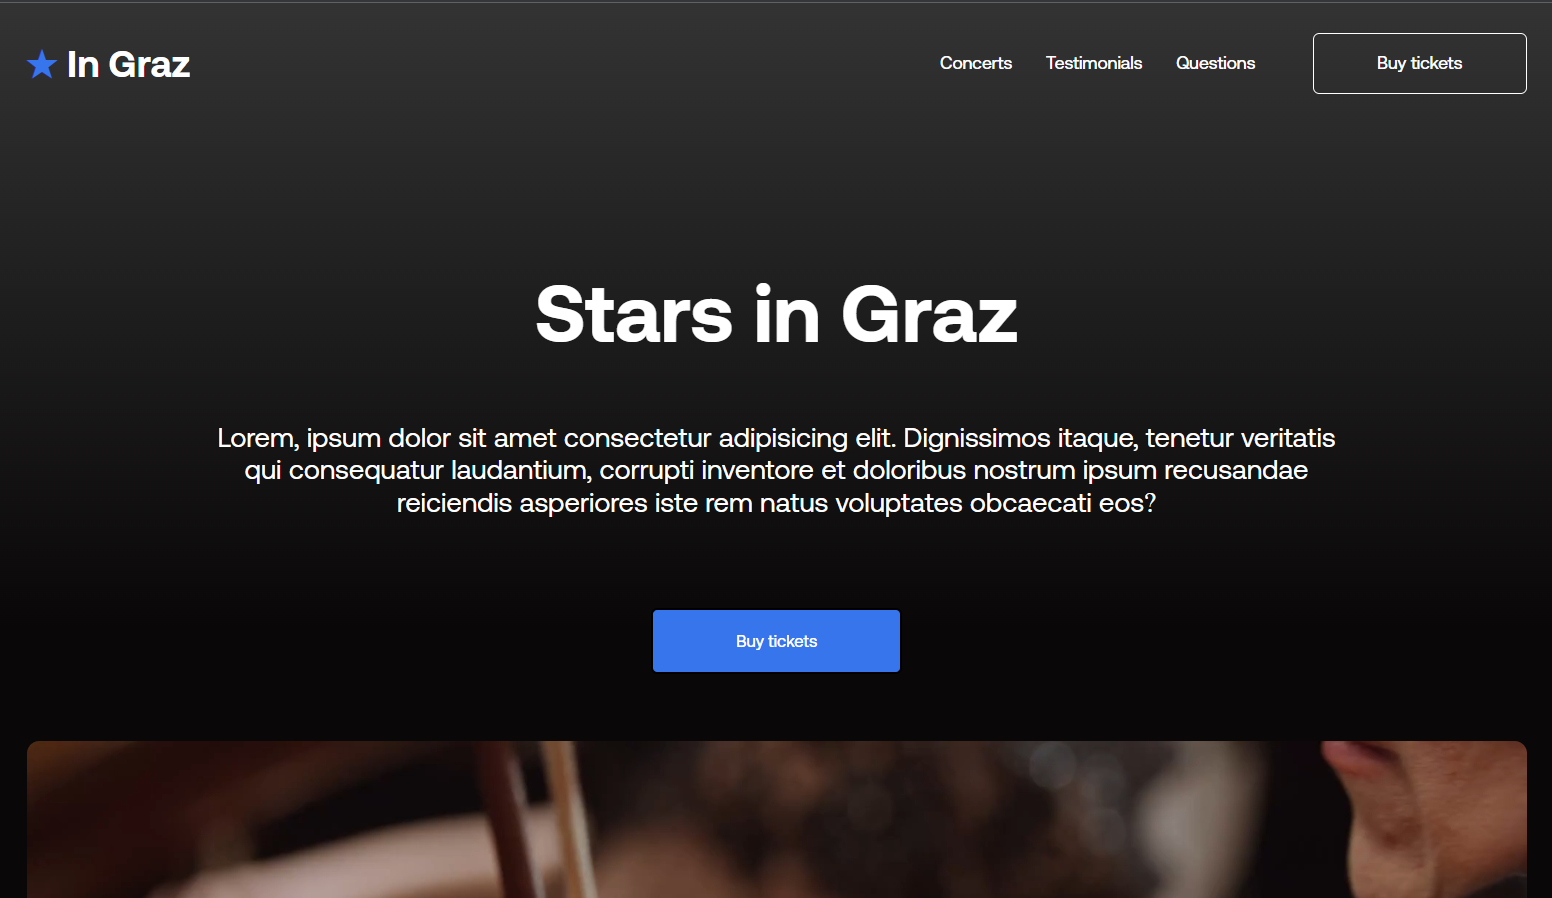 In Graz
Concerts
Testimonials
Questions
Buy tickets
Stars in Graz
Lorem, ipsum dolor sit amet consectetur adipisicing elit. Dignissimos itaque, tenetur veritatis
qui consequatur laudantium, corrupti inventore et doloribus nostrum ipsum recusandae
reiciendis asperiores iste rem natus voluptates obcaecati eos?
Buy tickets